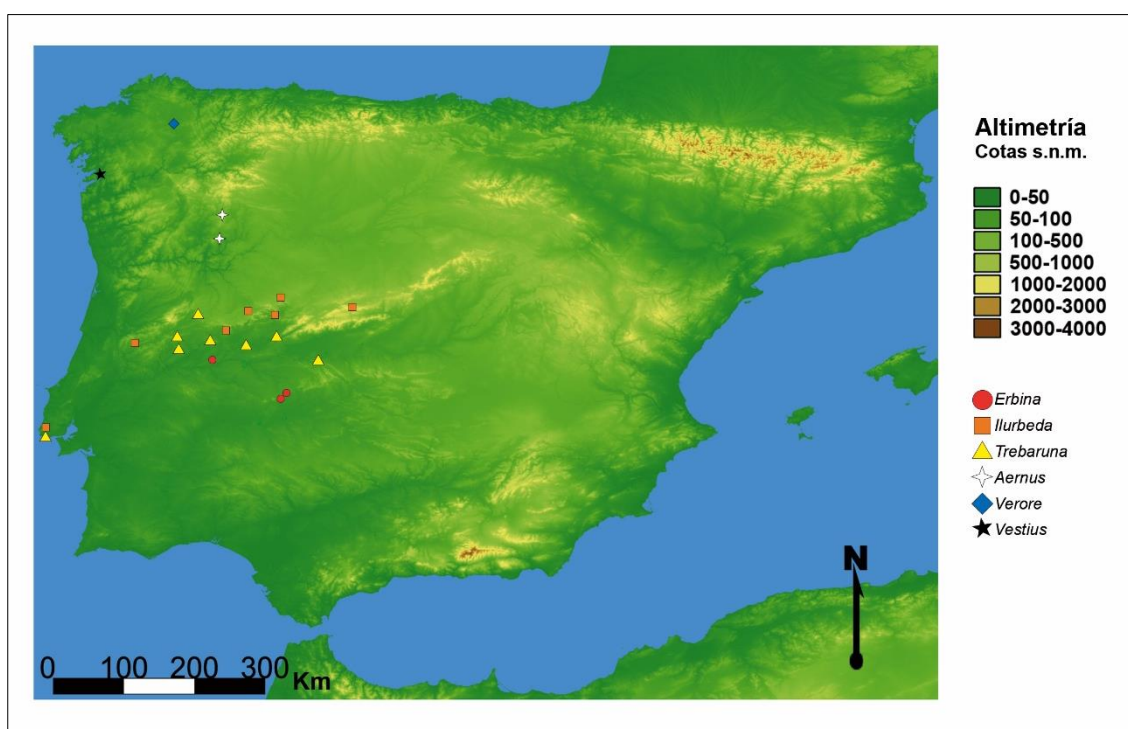 Altimetría
Cotas s.n.m.
0-50
50-100
100-500
500-1000
1000-2000
2000-3000
3000-4000
Erbina
Ilurbeda
Trebaruna
Aernus
Verore
Vestius
N
0 100 200 300 Km